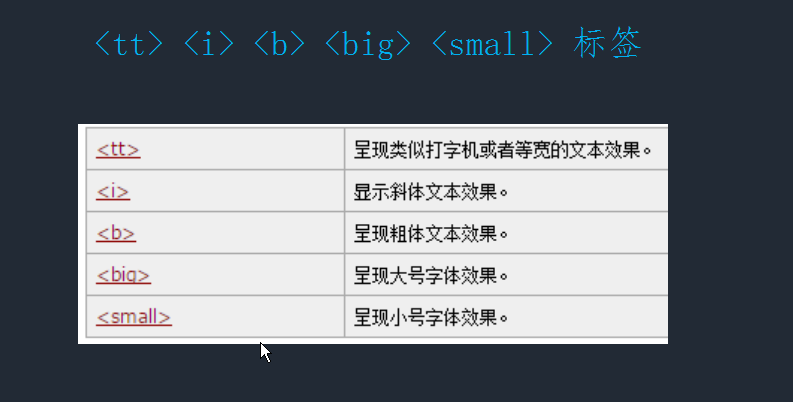 <tt> <i> <b> <big> <small> 标签
<tt> 呈现类似打字机或者等宽的文本效果。
<i> 显示斜体文本效果。
<b> 呈现粗体文本效果。
<big> 呈现大号字体效果。
<small> 呈现小号字体效果。